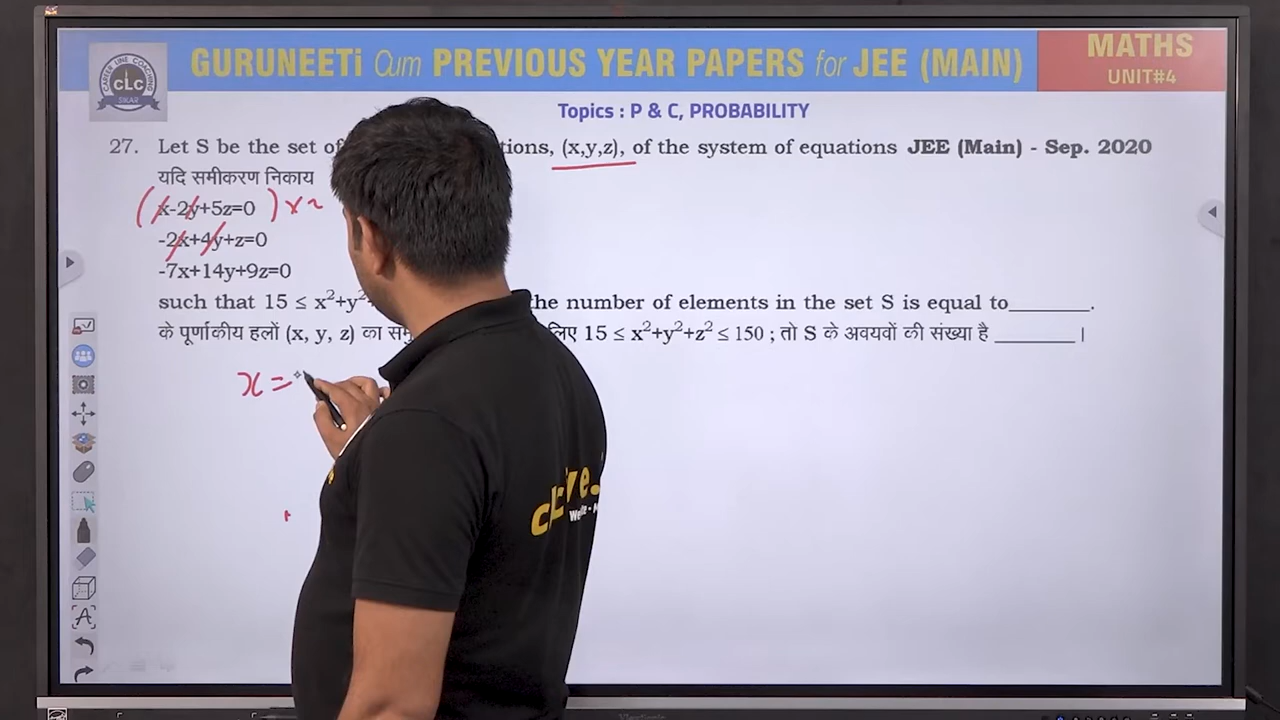 CLC
SIKAR
GURUNEETi Cum PREVIOUS YEAR PAPERS for JEE (MAIN)
MATHS
UNIT#4
Topics : P & C, PROBABILITY
27. Let S be the set of tions, (x,y,z), of the system of equations JEE (Main) - Sep. 2020
यदि समीकरण निकाय
(x-2y+5z=0 )x2
-2x+4y+z=0
-7x+14y+9z=0
such that 15 ≤ x²+y² the number of elements in the set S is equal to_______.
के पूर्णाकीय हलों (x, y, z) का लिए 15 ≤ x²+y²+z² ≤ 150 ; तो S के अवयवों की संख्या है _______ |
x =